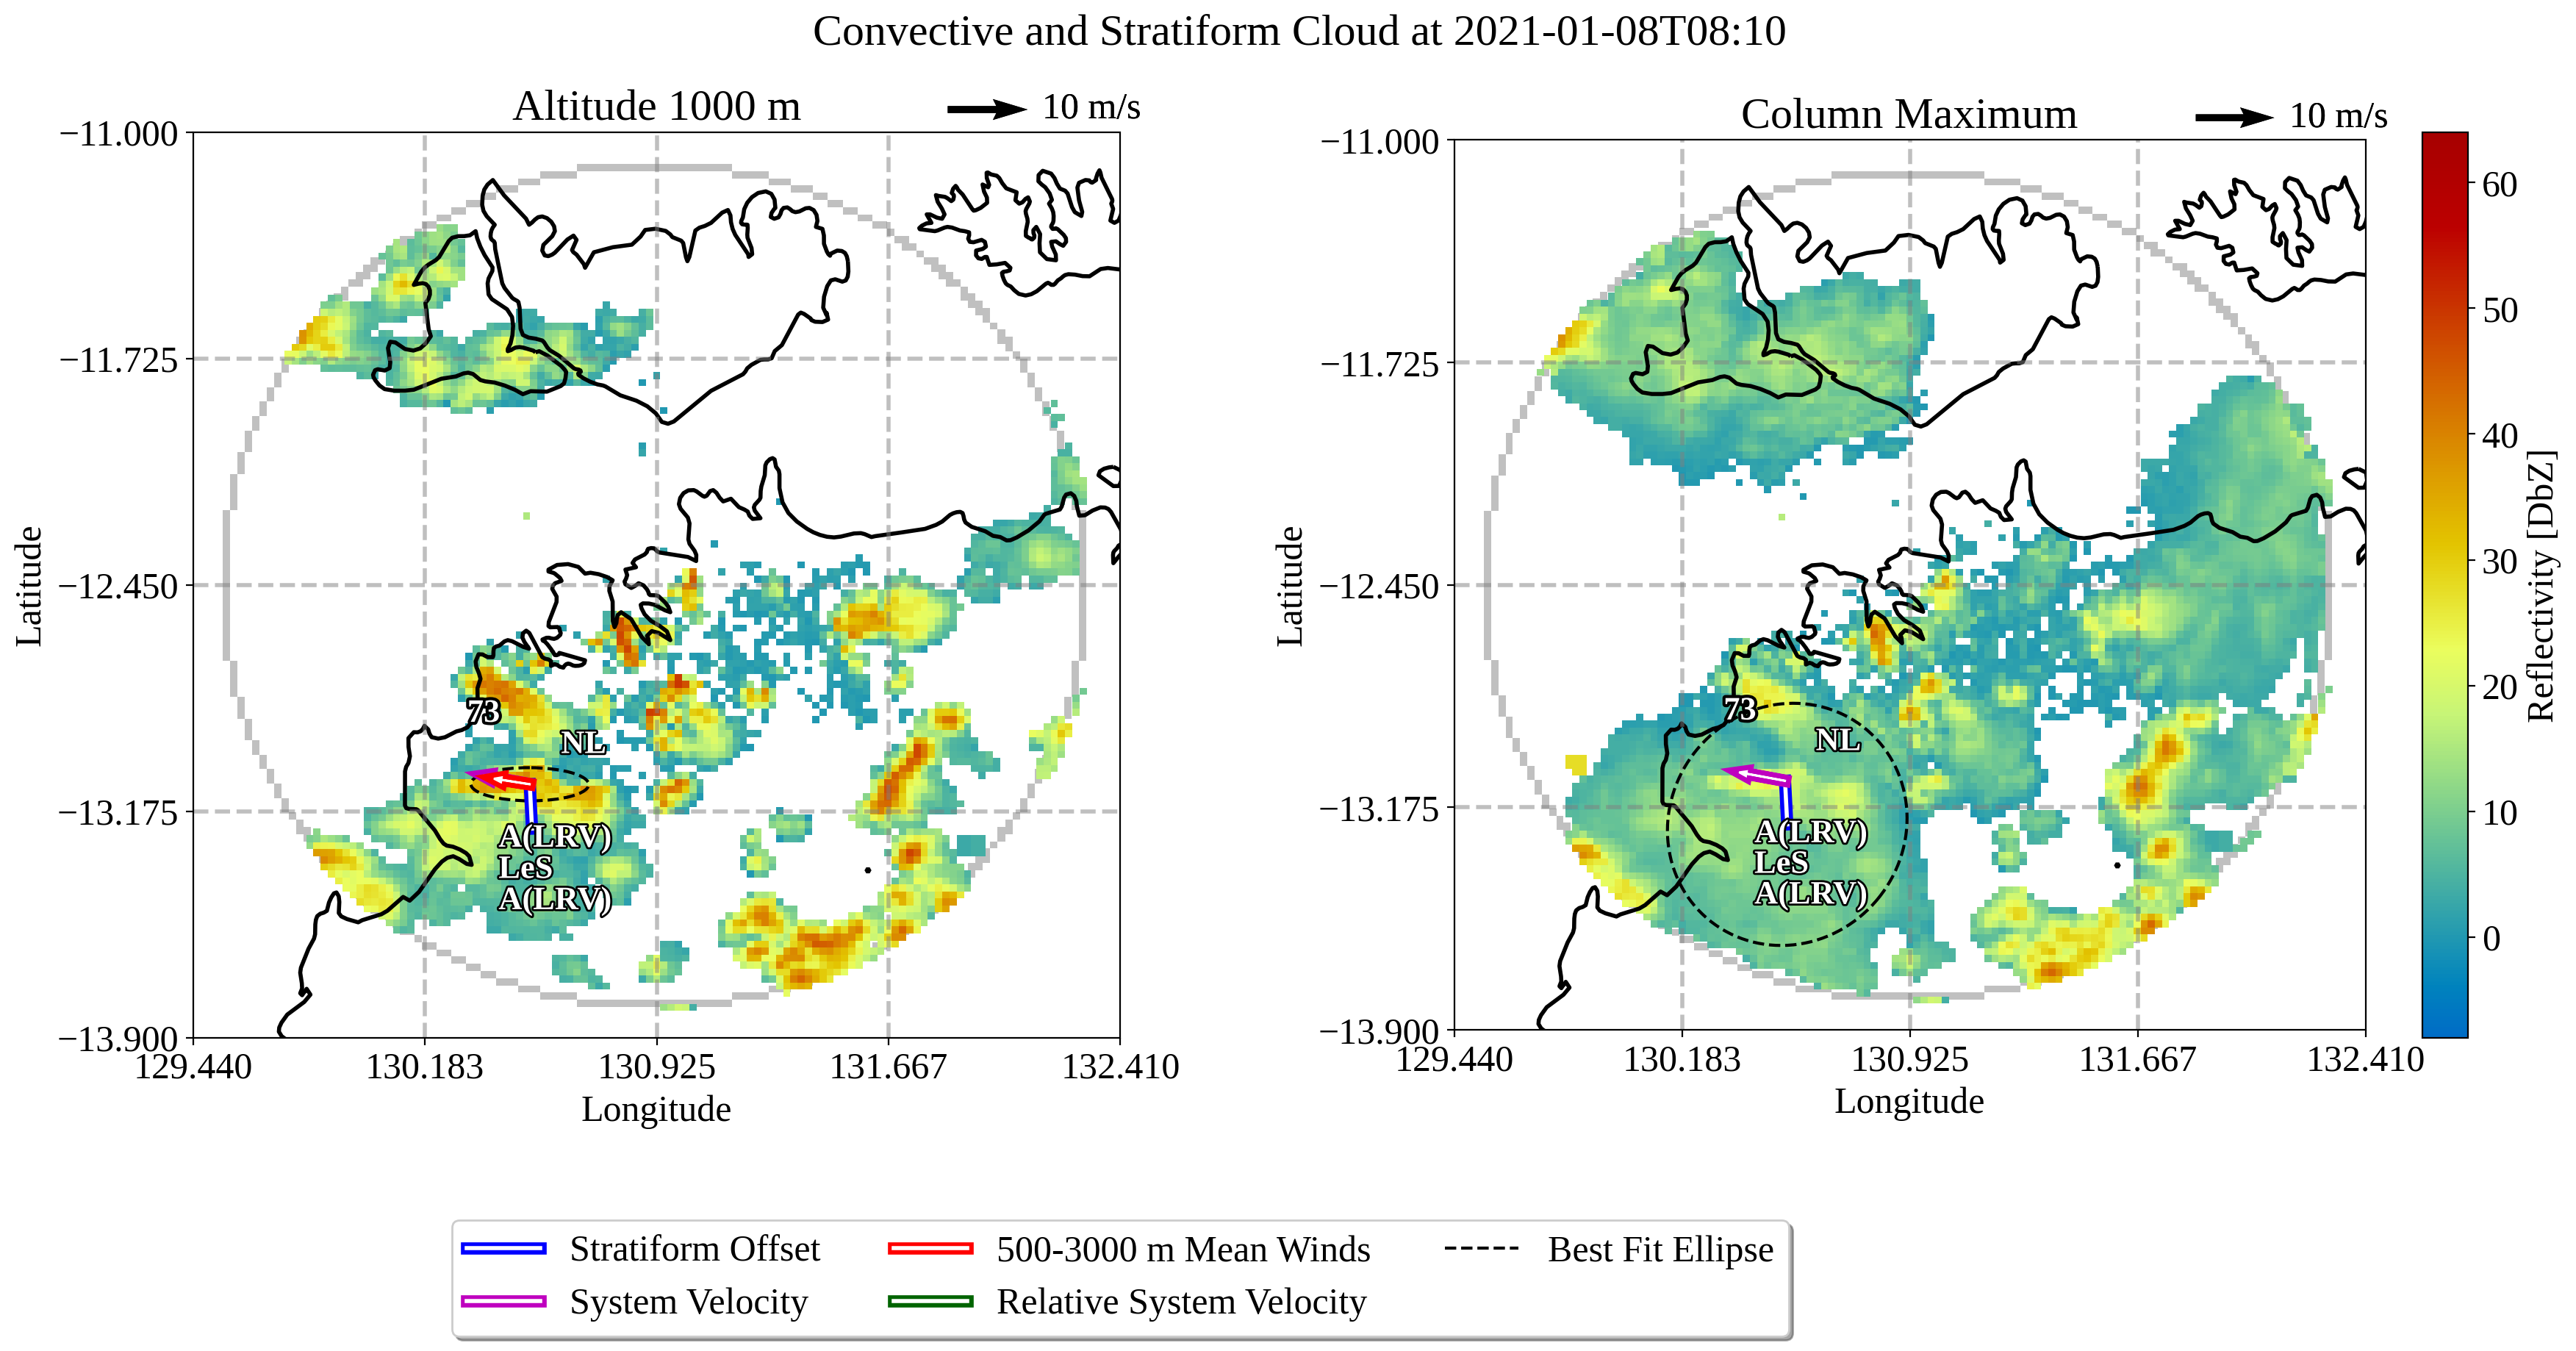 Convective and Stratiform Cloud at 2021-01-08T08:10
Altitude 1000 m
10 m/s
−11.000
−11.725
−12.450
−13.175
−13.900
Latitude
129.440
130.183
130.925
131.667
132.410
Longitude
73
NL
A(LRV)
LeS
A(LRV)
Column Maximum
10 m/s
−11.000
−11.725
−12.450
−13.175
−13.900
Latitude
129.440
130.183
130.925
131.667
132.410
Longitude
73
NL
A(LRV)
LeS
A(LRV)
60
50
40
30
20
10
0
Reflectivity [DbZ]
Stratiform Offset
System Velocity
500-3000 m Mean Winds
Relative System Velocity
Best Fit Ellipse